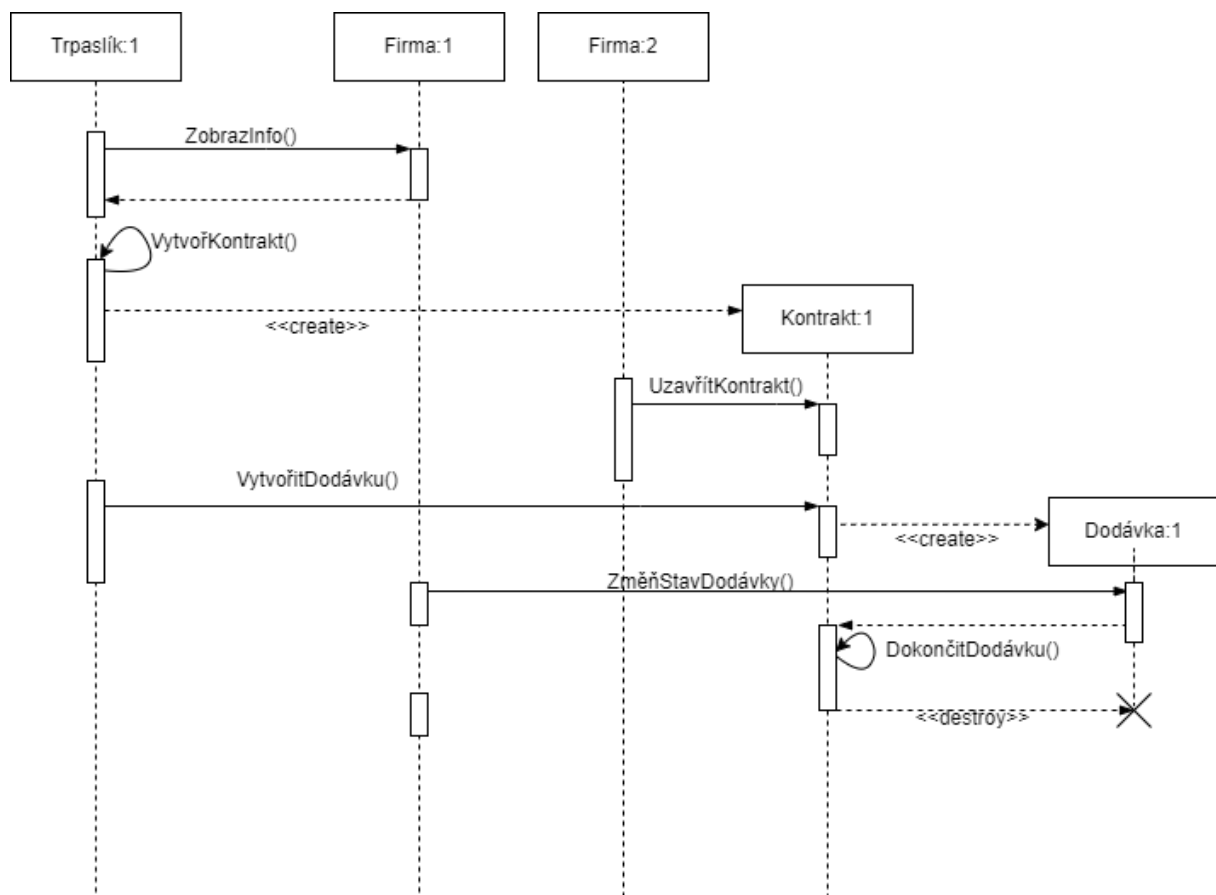 Trpaslík:1
Firma:1
Firma:2
ZobrazInfo()
VytvořKontrakt()
<<create>>
Kontrakt:1
UzavřítKontrakt()
VytvořitDodávku()
<<create>>
Dodávka:1
ZměňStavDodávky()
DokončitDodávku()
<<destroy>>